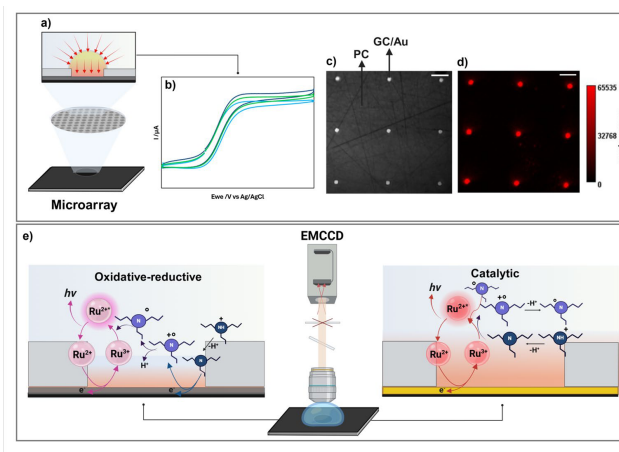 a)
Microarray
b)
I /µA
Ewe /V vs Ag/AgCl
c)
PC
GC/Au
d)
65535
32768
0
e)
Oxidative-reductive
hν
Ru²⁺*
Ru²⁺
Ru³⁺
e⁻
N
°
N
+°
H⁺
NH
+
-H⁺
N
e⁻
EMCCD
Catalytic
hν
Ru²⁺*
Ru²⁺
Ru³⁺
e⁻
N
°
N
+°
-H⁺
N
°
N
-H⁺
NH
+